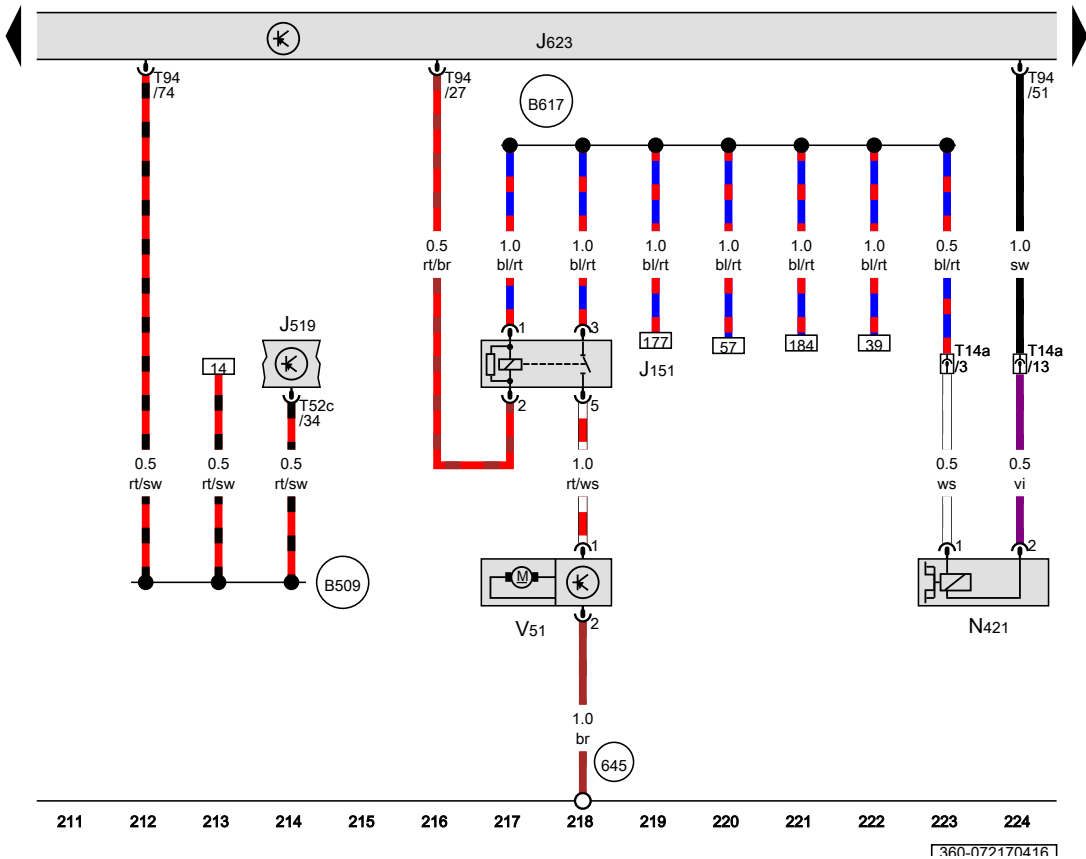 J623
T94
/74
T94
/27
T94
/51
B617
0.5
rt/br
1.0
bl/rt
1.0
bl/rt
1.0
bl/rt
1.0
bl/rt
1.0
bl/rt
1.0
bl/rt
0.5
bl/rt
1.0
sw
J519
14
T52c
/34
1
3
177
57
184
39
J151
T14a
/3
T14a
/13
2
5
0.5
rt/sw
0.5
rt/sw
0.5
rt/sw
1.0
rt/ws
0.5
ws
0.5
vi
B509
1
M
V51
2
1
2
N421
1.0
br
645
211 212 213 214 215 216 217 218 219 220 221 222 223 224
360-072170416